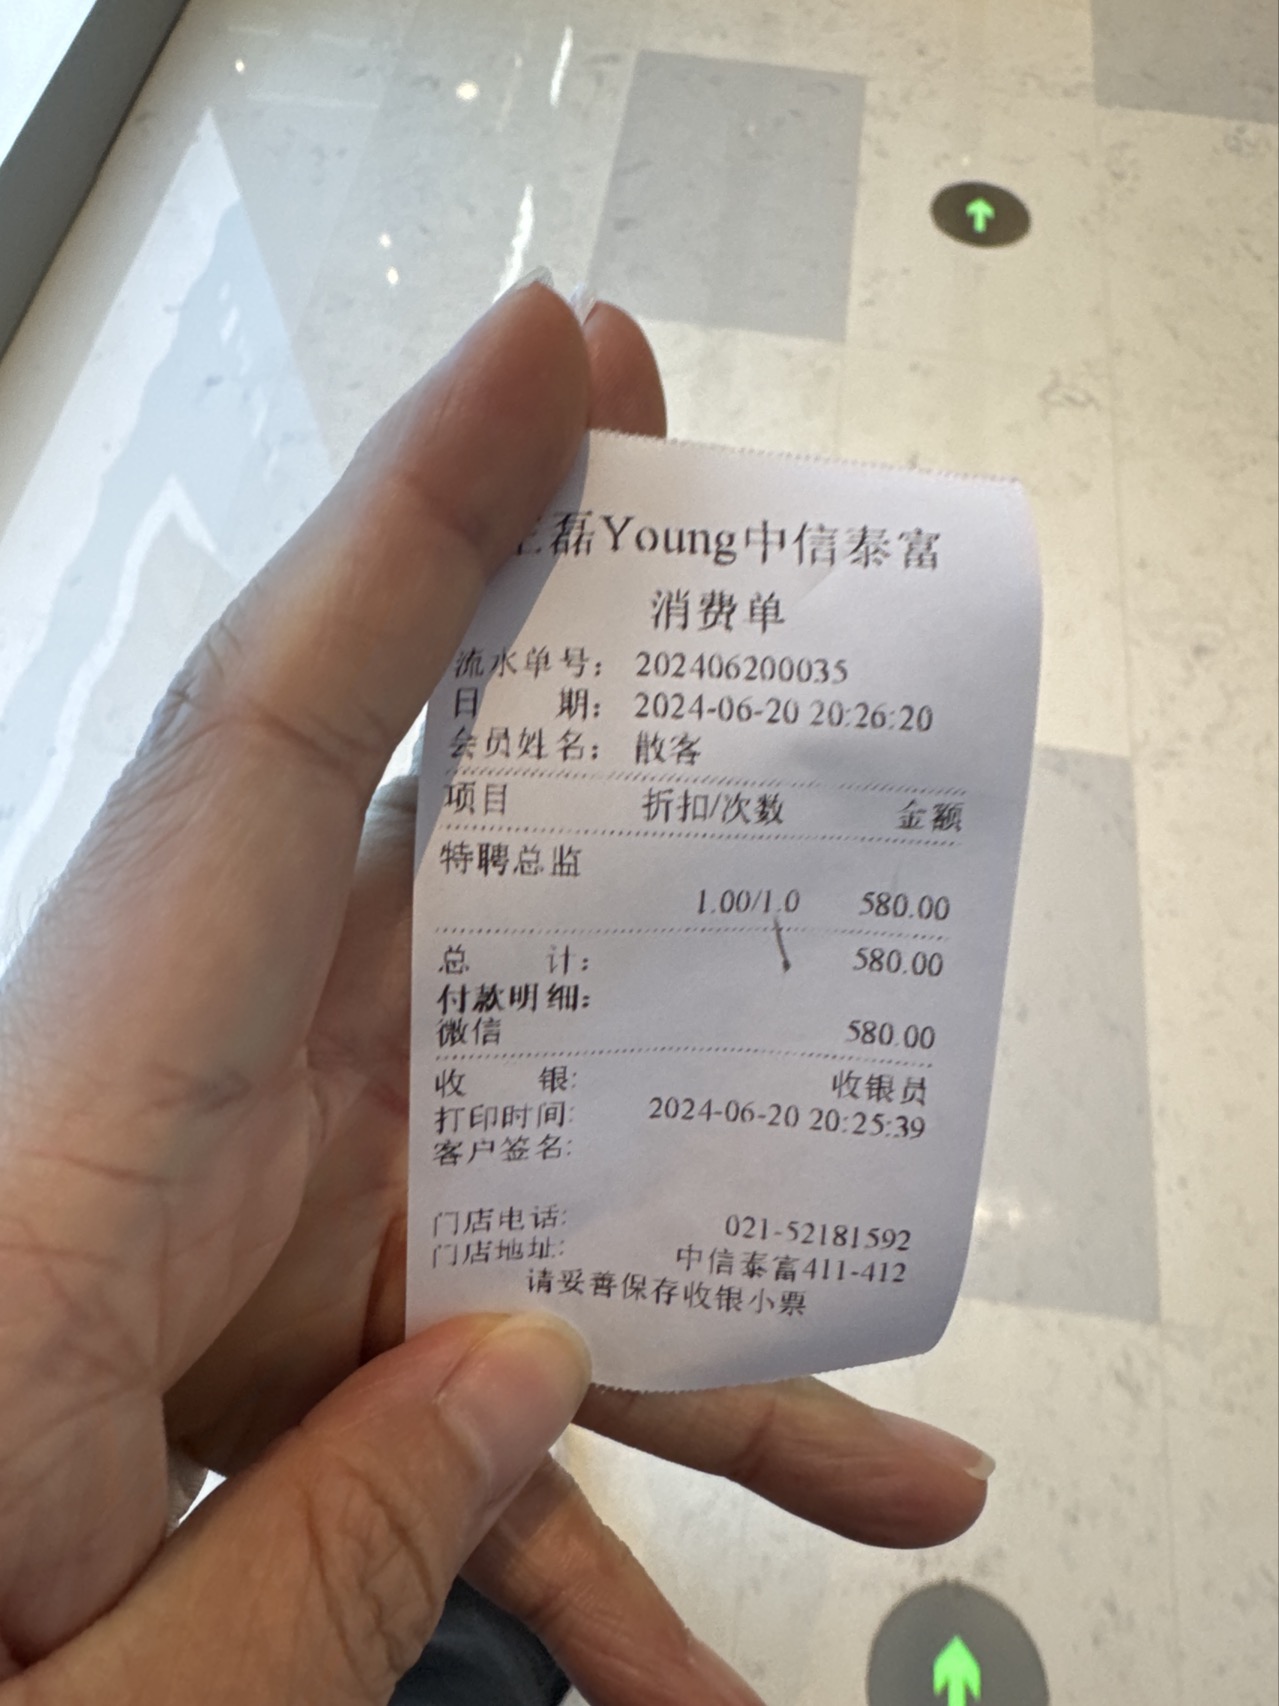 磊Young中信泰富
消费单
流水单号： 202406200035
日 期： 2024-06-20 20:26:20
会员姓名： 散客
项目 折扣/次数 金额
特聘总监
1.00/1.0 580.00
总 计： 580.00
付款明细：
微信 580.00
收 银: 收银员
打印时间: 2024-06-20 20:25:39
客户签名:
门店电话: 021-52181592
门店地址: 中信泰富411-412
请妥善保存收银小票